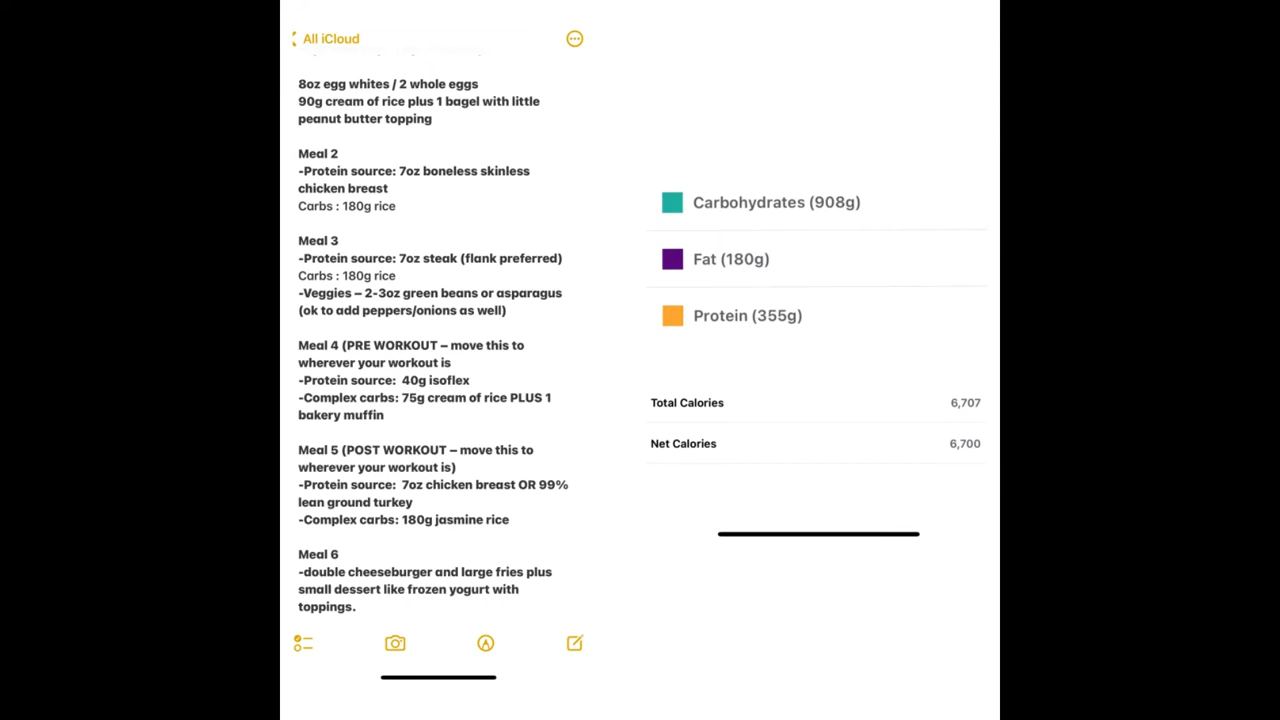 All iCloud
8oz egg whites / 2 whole eggs
90g cream of rice plus 1 bagel with little
peanut butter topping
Meal 2
-Protein source: 7oz boneless skinless
chicken breast
Carbs : 180g rice
Meal 3
-Protein source: 7oz steak (flank preferred)
Carbs : 180g rice
-Veggies – 2-3oz green beans or asparagus
(ok to add peppers/onions as well)
Meal 4 (PRE WORKOUT – move this to
wherever your workout is
-Protein source:  40g isoflex
-Complex carbs: 75g cream of rice PLUS 1
bakery muffin
Meal 5 (POST WORKOUT – move this to
wherever your workout is)
-Protein source:  7oz chicken breast OR 99%
lean ground turkey
-Complex carbs: 180g jasmine rice
Meal 6
-double cheeseburger and large fries plus
small dessert like frozen yogurt with
toppings.
Carbohydrates (908g)
Fat (180g)
Protein (355g)
Total Calories 6,707
Net Calories 6,700